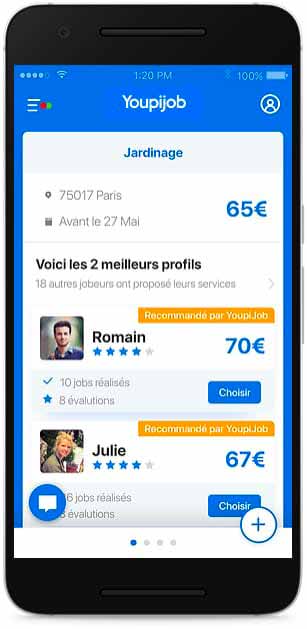 1:20 PM 100%
Youpijob
Jardinage
75017 Paris
65€
Avant le 27 Mai
Voici les 2 meilleurs profils
18 autres jobeurs ont proposé leurs services
Recommandé par YoupiJob
Romain
70€
10 jobs réalisés
Choisir
8 évalutions
Recommandé par YoupiJob
Julie
67€
6 jobs réalisés
Choisir
8 évalutions